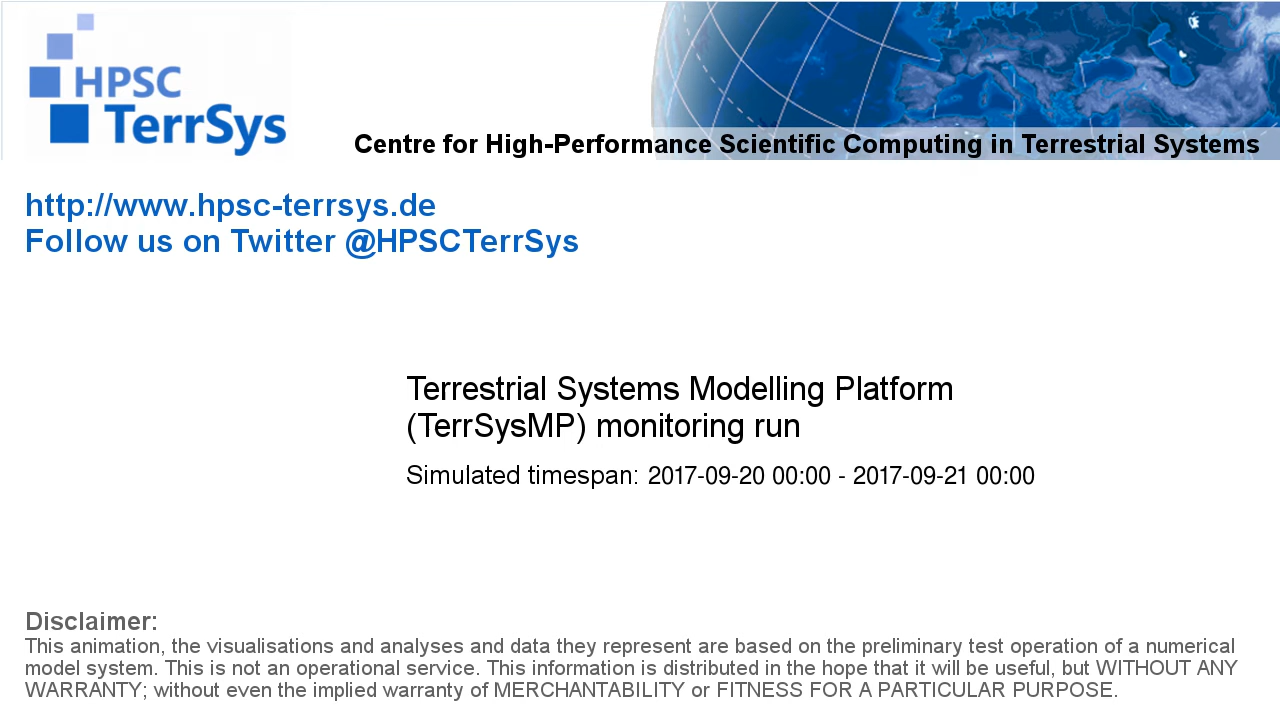 HPSC
TerrSys
Centre for High-Performance Scientific Computing in Terrestrial Systems
http://www.hpsc-terrsys.de
Follow us on Twitter @HPSCTerrSys
Terrestrial Systems Modelling Platform
(TerrSysMP) monitoring run
Simulated timespan: 2017-09-20 00:00 - 2017-09-21 00:00
Disclaimer:
This animation, the visualisations and analyses and data they represent are based on the preliminary test operation of a numerical
model system. This is not an operational service. This information is distributed in the hope that it will be useful, but WITHOUT ANY
WARRANTY; without even the implied warranty of MERCHANTABILITY or FITNESS FOR A PARTICULAR PURPOSE.